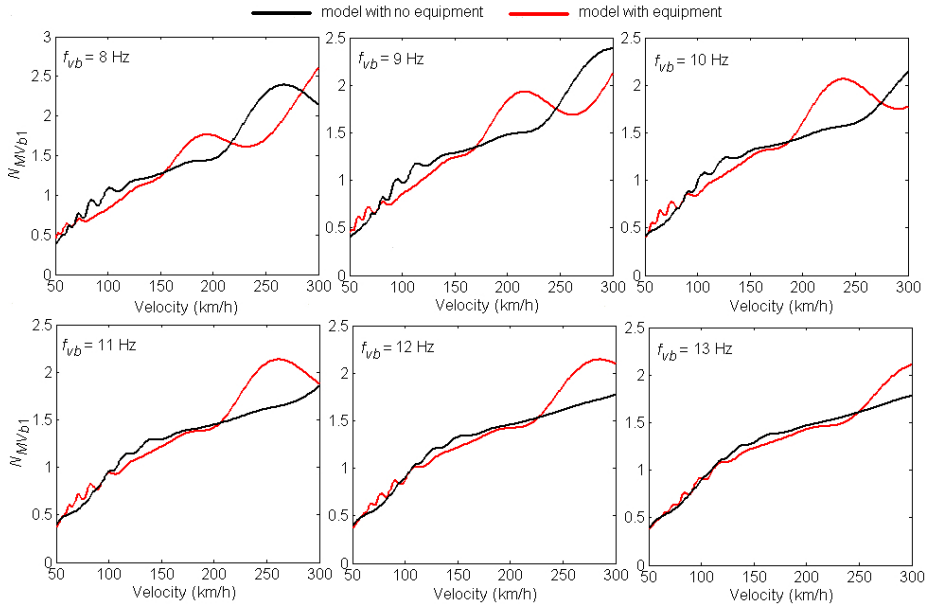 model with no equipment model with equipment
f_vb = 8 Hz
N_MVb1
3
2.5
2
1.5
1
0.5
0
50 100 150 200 250 300
Velocity (km/h)
f_vb = 9 Hz
2.5
2
1.5
1
0.5
0
50 100 150 200 250 300
Velocity (km/h)
f_vb = 10 Hz
2.5
2
1.5
1
0.5
0
50 100 150 200 250 300
Velocity (km/h)
f_vb = 11 Hz
N_MVb1
2.5
2
1.5
1
0.5
0
50 100 150 200 250 300
Velocity (km/h)
f_vb = 12 Hz
2.5
2
1.5
1
0.5
0
50 100 150 200 250 300
Velocity (km/h)
f_vb = 13 Hz
2.5
2
1.5
1
0.5
0
50 100 150 200 250 300
Velocity (km/h)